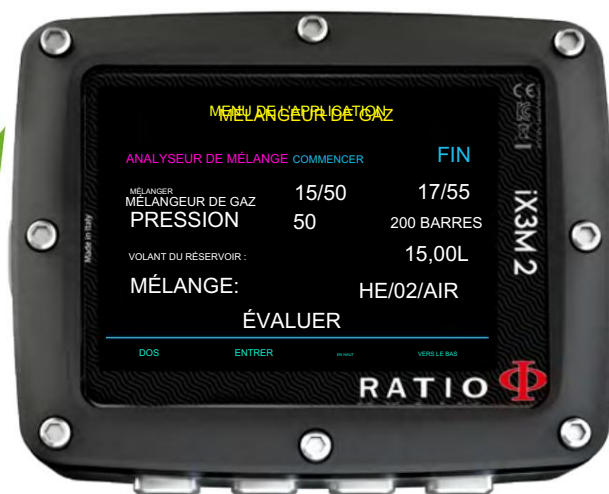 MENU DE L'APPLICATION
MÉLANGEUR DE GAZ
ANALYSEUR DE MÉLANGE COMMENCER FIN
MÉLANGER
MÉLANGEUR DE GAZ
15/50 17/55
PRESSION 50 200 BARRES
VOLANT DU RÉSERVOIR : 15,00L
MÉLANGE: HE/02/AIR
ÉVALUER
DOS ENTRER EN HAUT VERS LE BAS
Made in Italy
CE
iX3M 2
RATIO